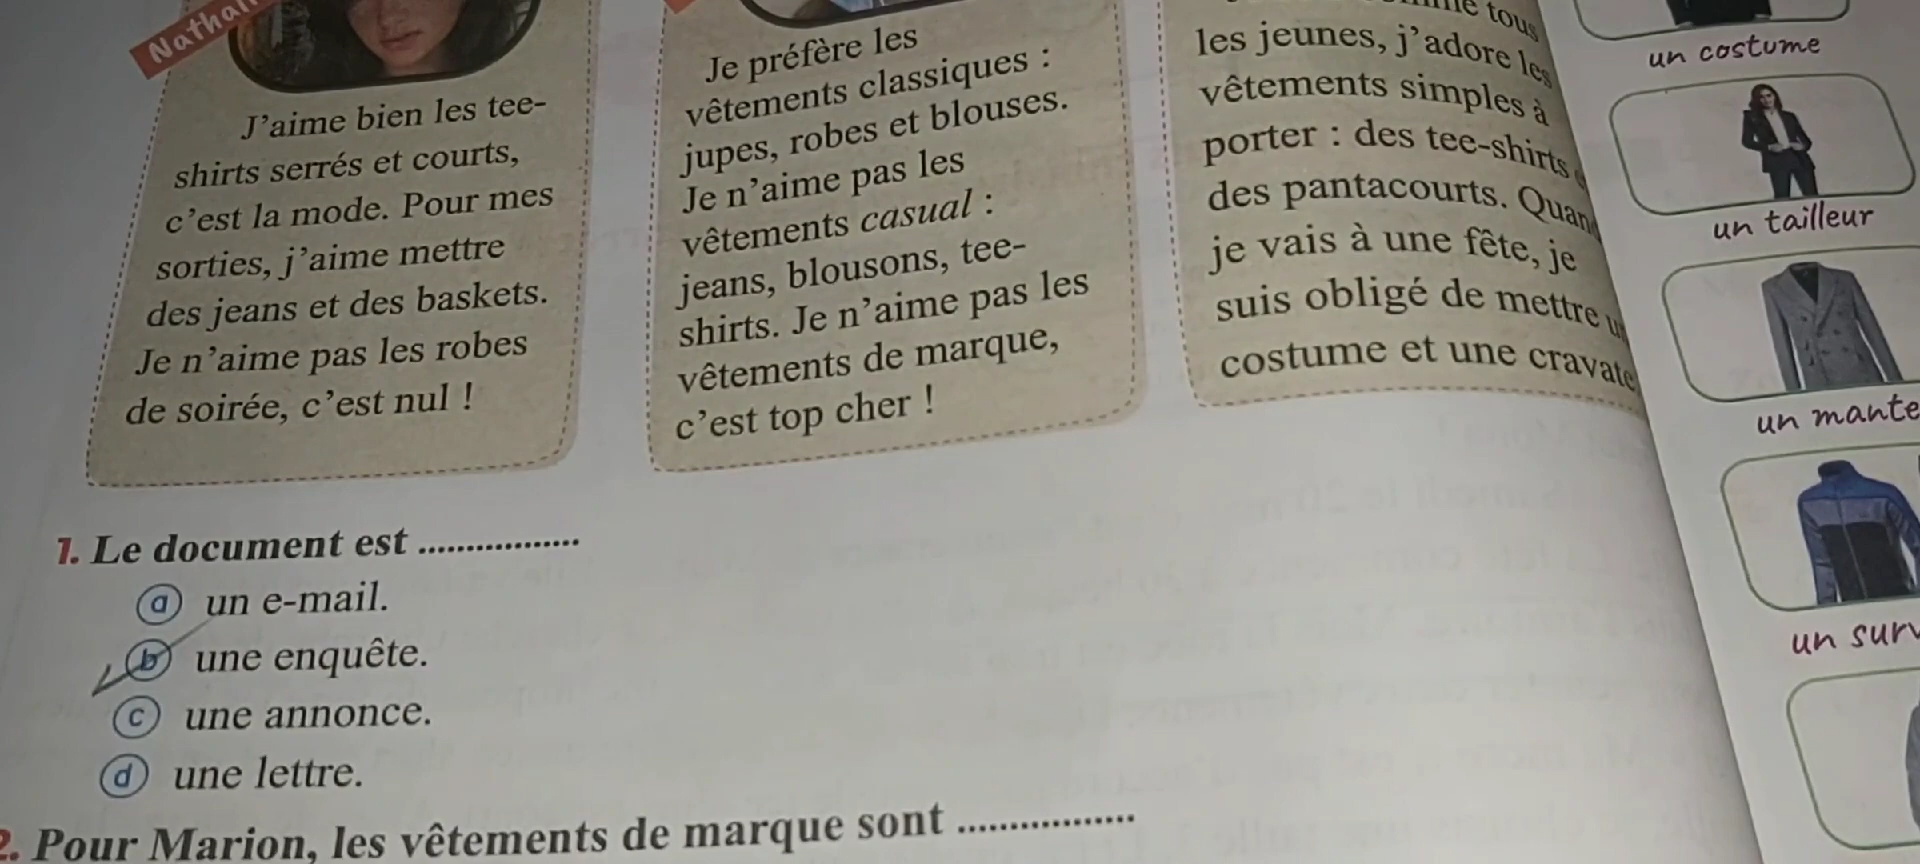 J'aime bien les tee-
shirts serrés et courts,
c'est la mode. Pour mes
sorties, j'aime mettre
des jeans et des baskets.
Je n'aime pas les robes
de soirée, c'est nul !
Je préfère les
vêtements classiques :
jupes, robes et blouses.
Je n'aime pas les
vêtements casual :
jeans, blousons, tee-
shirts. Je n'aime pas les
vêtements de marque,
c'est top cher !
tous
les jeunes, j'adore les
vêtements simples à
porter : des tee-shirts
des pantacourts. Quand
je vais à une fête, je
suis obligé de mettre
costume et une cravate
un costume
un tailleur
un
un
1. Le document est ................
a un e-mail.
b une enquête.
c une annonce.
d une lettre.
2. Pour Marion, les vêtements de marque sont ................